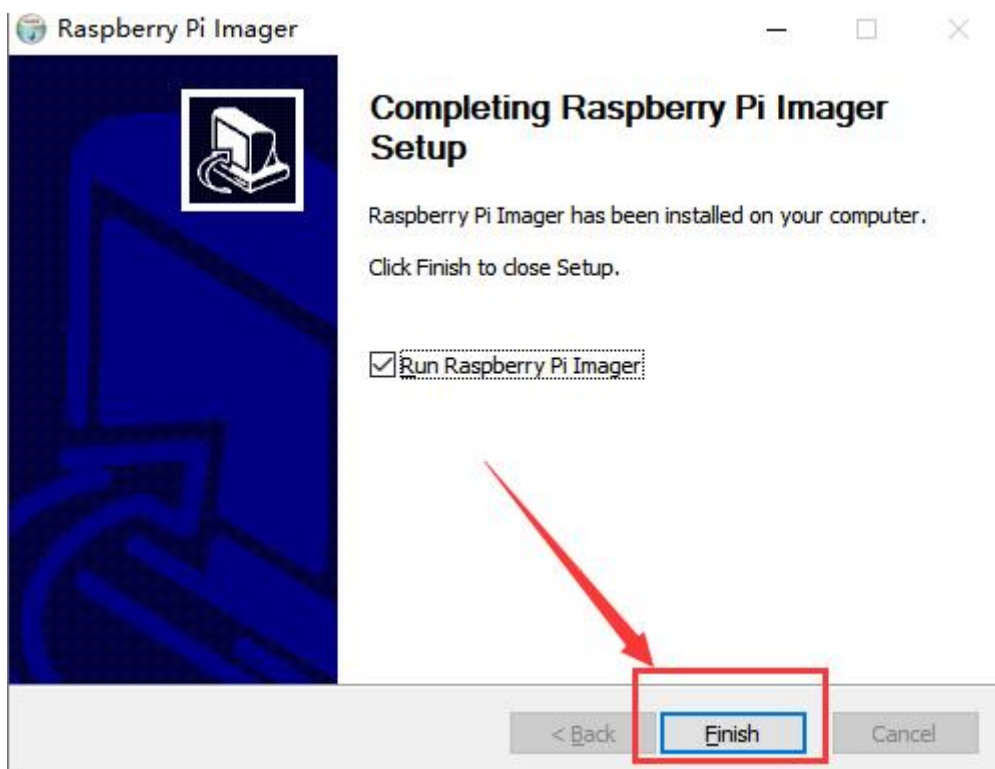 Raspberry Pi Imager
Completing Raspberry Pi Imager
Setup
Raspberry Pi Imager has been installed on your computer.
Click Finish to close Setup.
Run Raspberry Pi Imager
< Back
Finish
Cancel